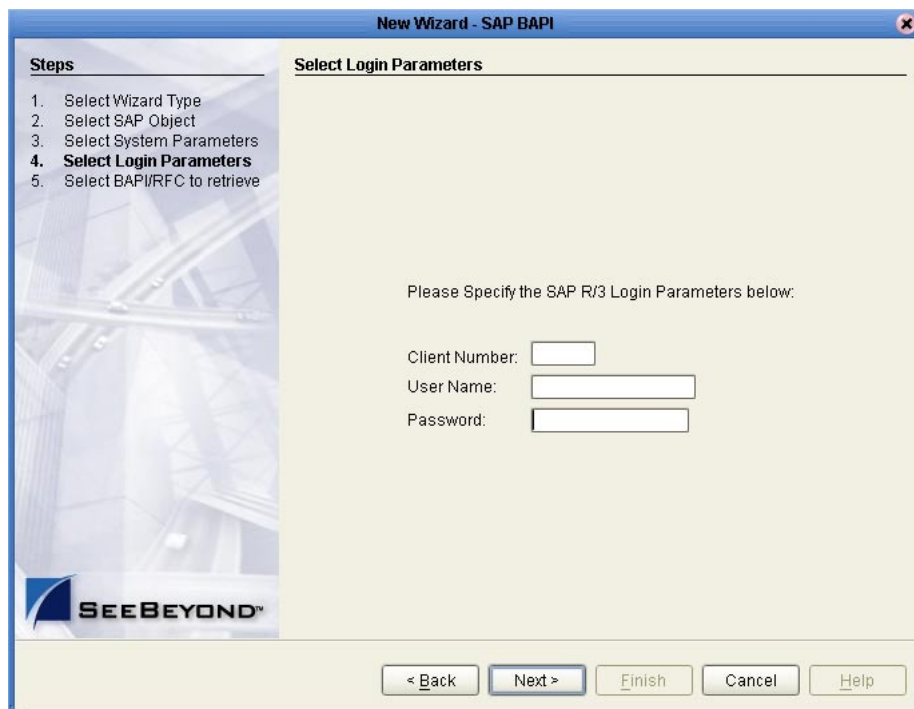 New Wizard - SAP BAPI
Steps
1. Select Wizard Type
2. Select SAP Object
3. Select System Parameters
4. Select Login Parameters
5. Select BAPI/RFC to retrieve
Select Login Parameters
Please Specify the SAP R/3 Login Parameters below:
Client Number:
User Name:
Password:
SEEBEYOND™
< Back Next > Finish Cancel Help